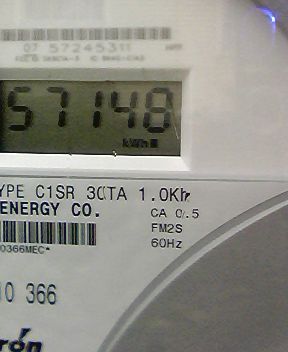 07 57245311
57148
kWh
YPE C1SR 30TA 1.0Kh
ENERGY CO.
CA 0.5
FM2S
60Hz
0366MEC*
10 366
rón